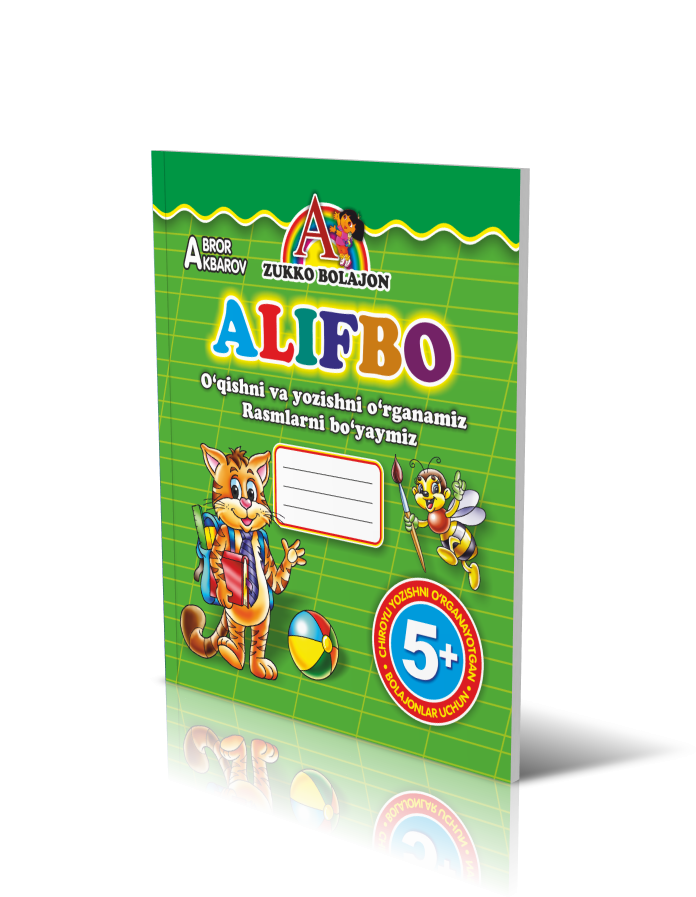 ABROR
AKBAROV
A
ZUKKO BOLAJON
ALIFBO
O‘qishni va yozishni o‘rganamiz
Rasmlarni bo‘yaymiz
CHIROYLI YOZISHNI O‘RGANAYOTGAN
5+
• BOLAJONLAR UCHUN •